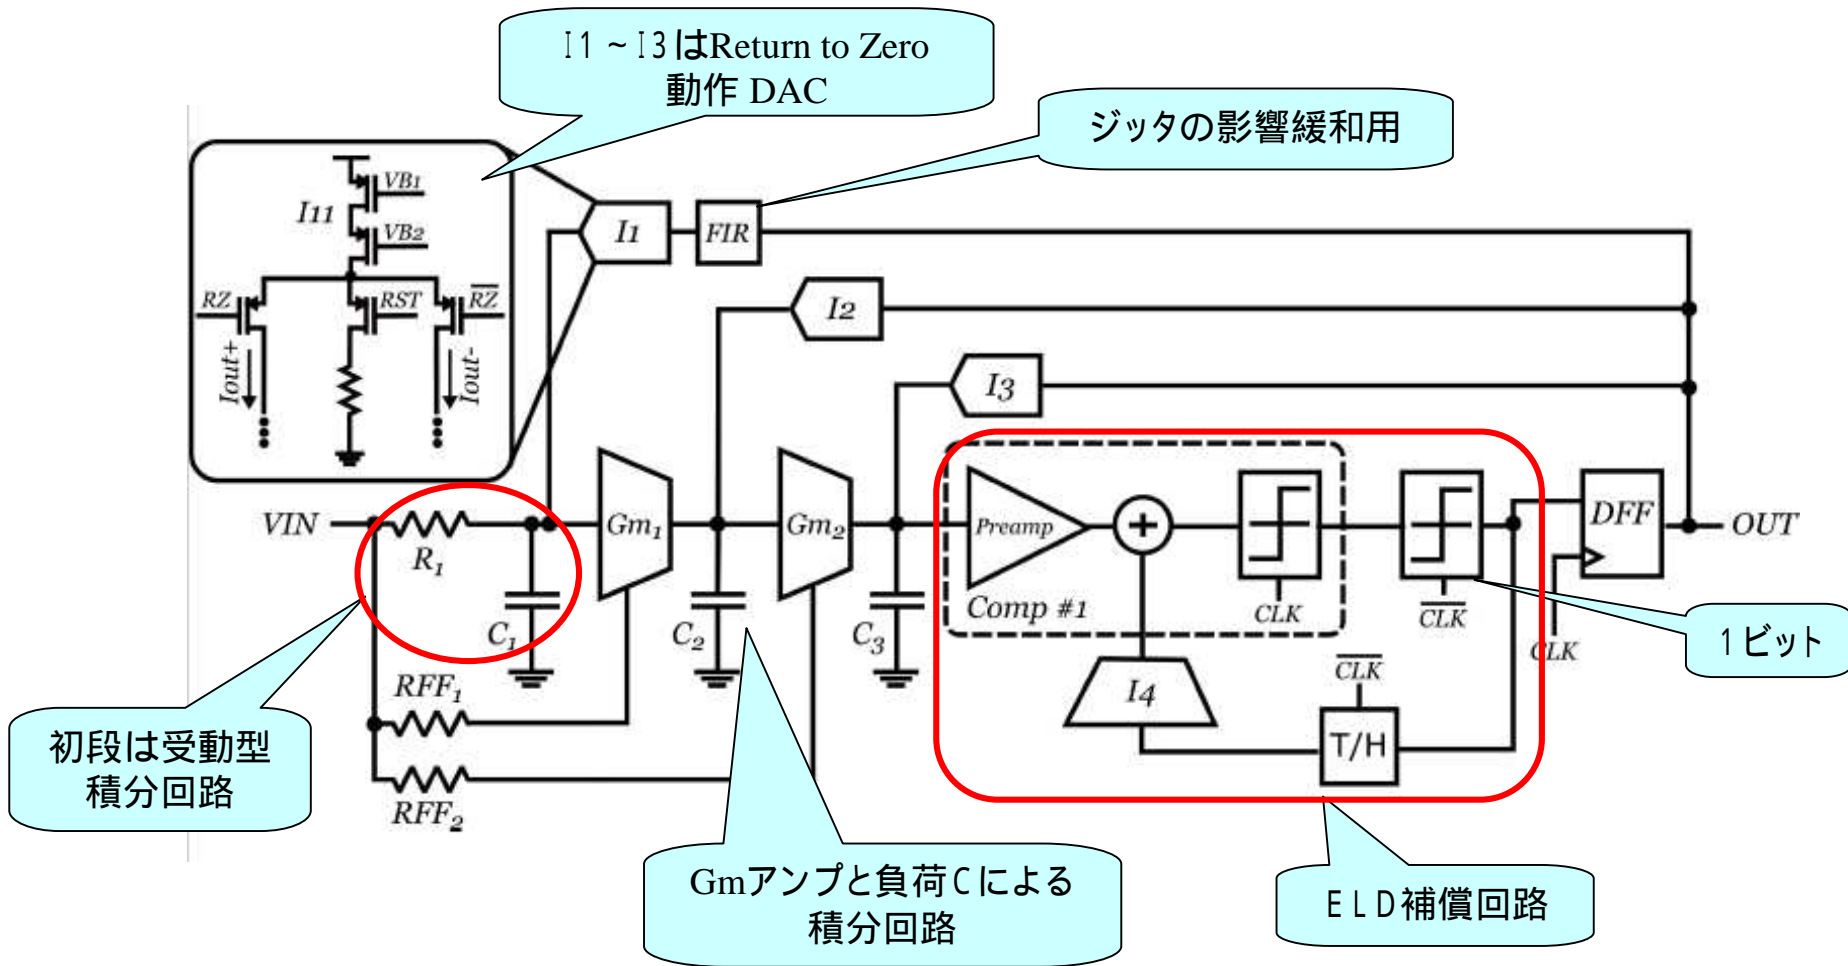 I1~I3はReturn to Zero
動作 DAC
ジッタの影響緩和用
VB1
I11
VB2
RZ
RST
R̅Z̅
Iout+
Iout-
I1
FIR
I2
I3
VIN
R1
C1
Gm1
C2
Gm2
C3
Preamp
+
Comp #1
CLK
C̅L̅K̅
DFF
OUT
CLK
1ビット
I4
C̅L̅K̅
T/H
RFF1
RFF2
初段は受動型
積分回路
Gmアンプと負荷Cによる
積分回路
ELD補償回路